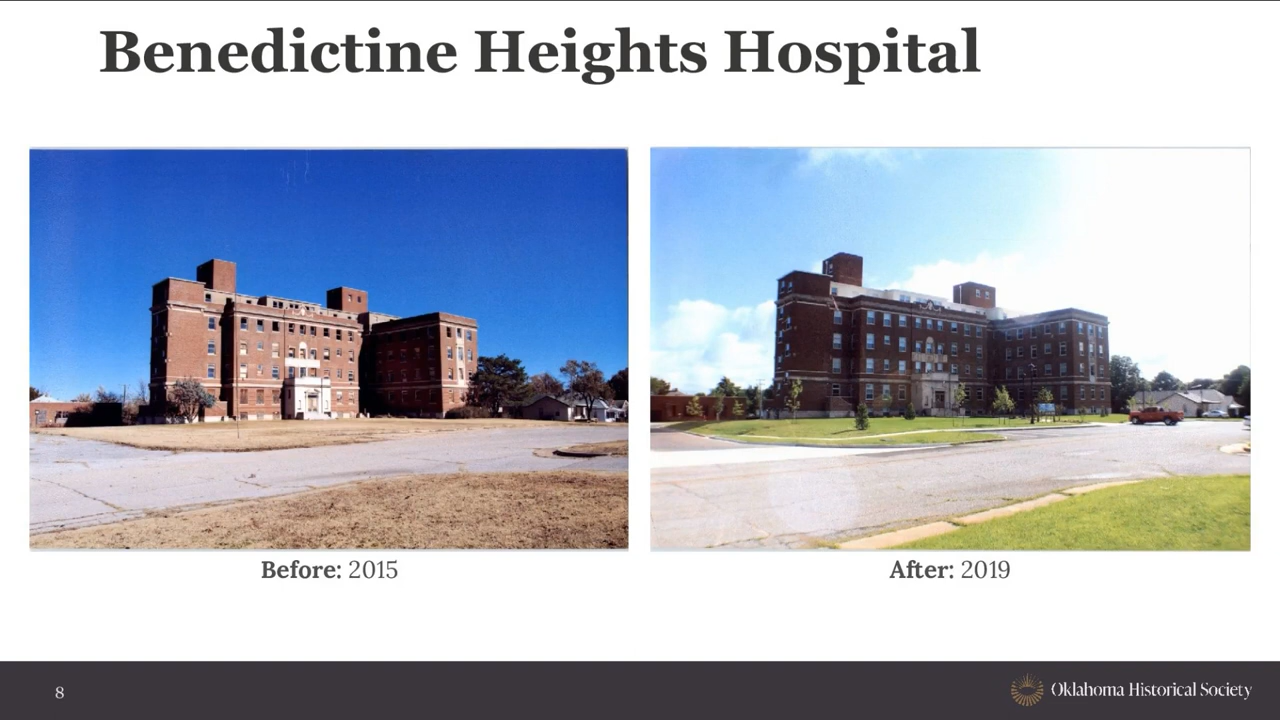 Benedictine Heights Hospital
Before: 2015
After: 2019
8
Oklahoma Historical Society